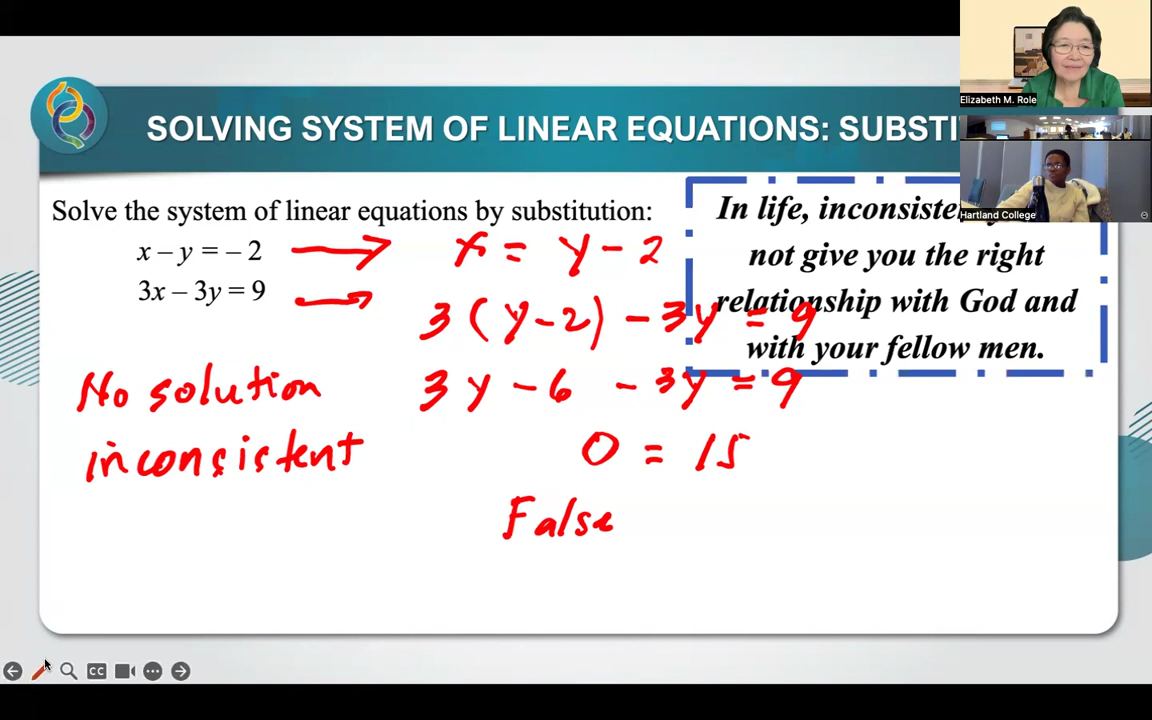 Elizabeth M. Role
SOLVING SYSTEM OF LINEAR EQUATIONS: SUBSTI
Hartland College
Solve the system of linear equations by substitution:
x – y = – 2
3x – 3y = 9
x = y - 2
3 (y - 2) - 3y = 9
3y - 6 - 3y = 9
0 = 15
False
No solution
inconsistent
In life,
not give you the right
relationship with God and
with your fellow men.
CC